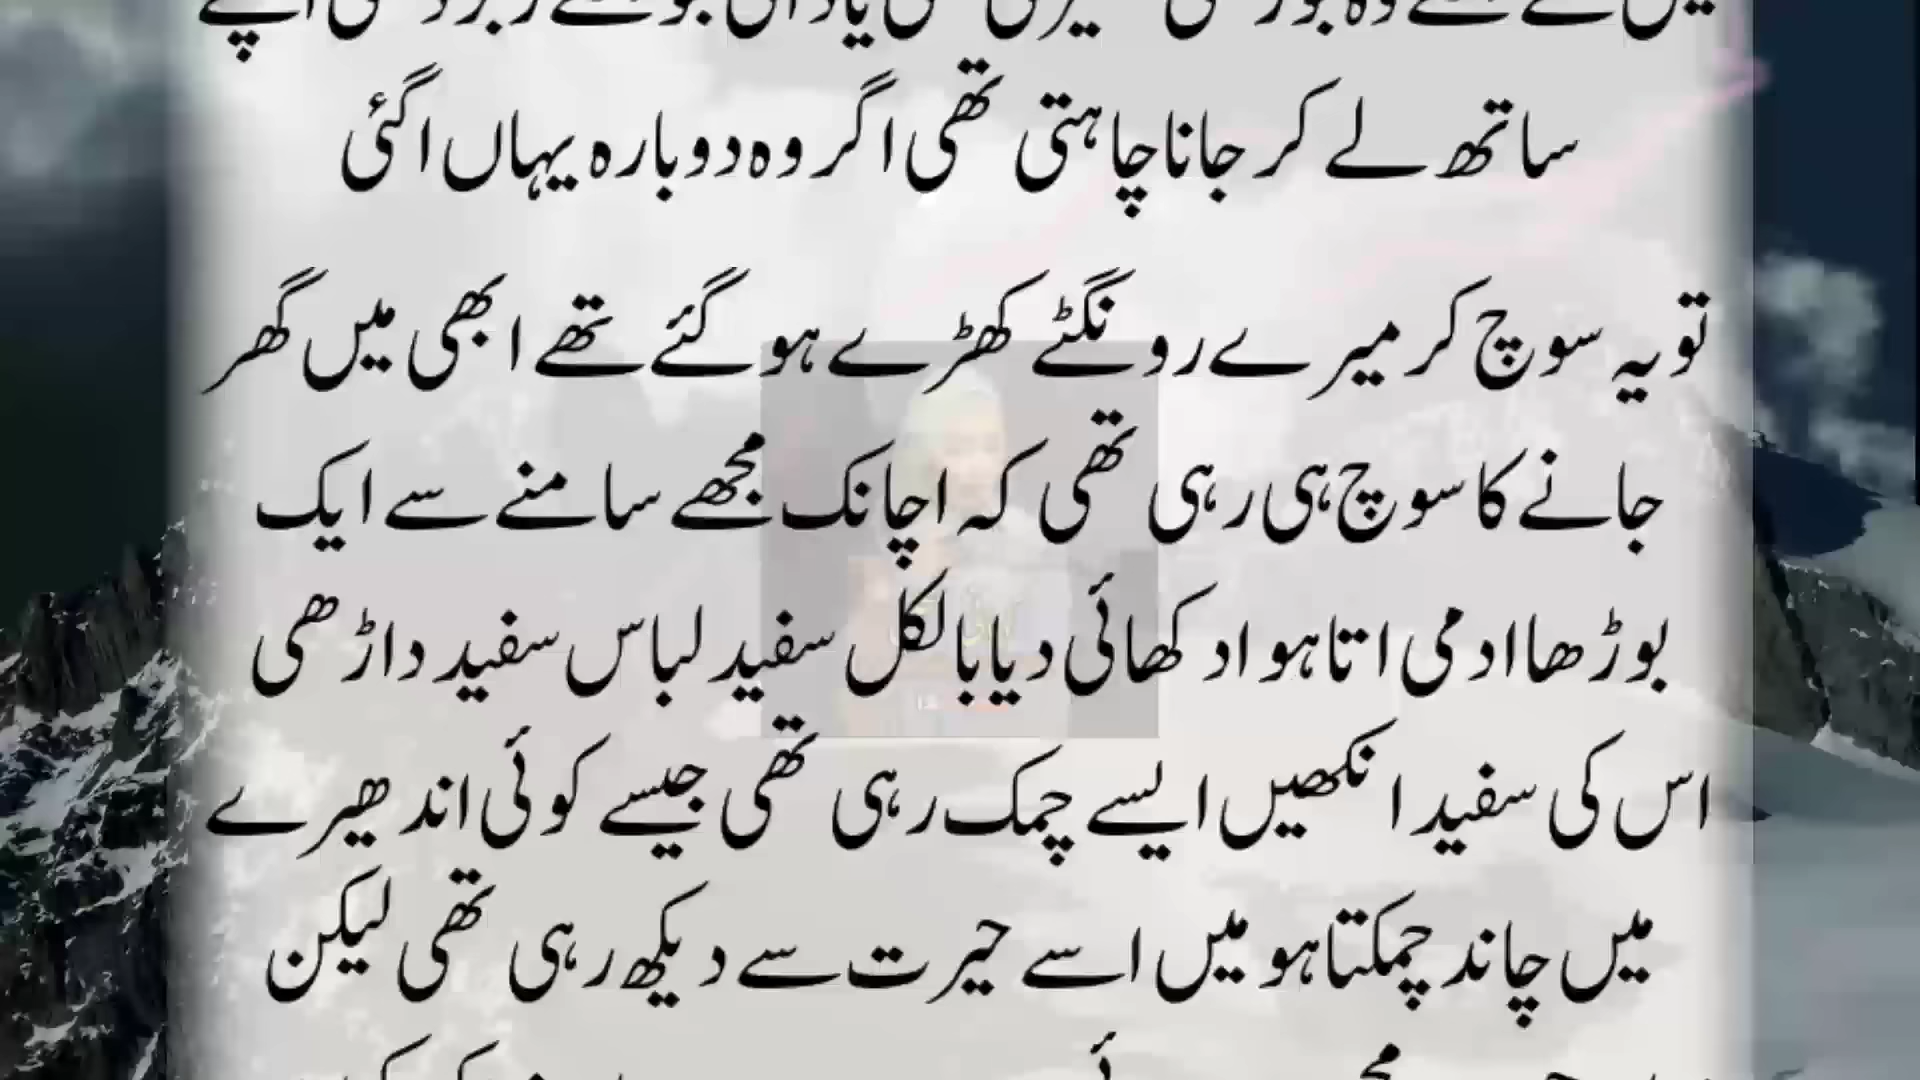 ساتھ لے کر جانا چاہتی تھی اگر وہ دوبارہ یہاں اگئی
تو یہ سوچ کر میرے رونگٹے کھڑے ہو گئے تھے ابھی میں گھر
جانے کا سوچ ہی رہی تھی کہ اچانک مجھے سامنے سے ایک
بوڑھا ادمی اتا ہوا دکھائی دیا بالکل سفید لباس سفید داڑھی
اس کی سفید انکھیں ایسے چمک رہی تھی جیسے کوئی اندھیرے
میں چاند چمکتا ہو میں اسے حیرت سے دیکھ رہی تھی لیکن